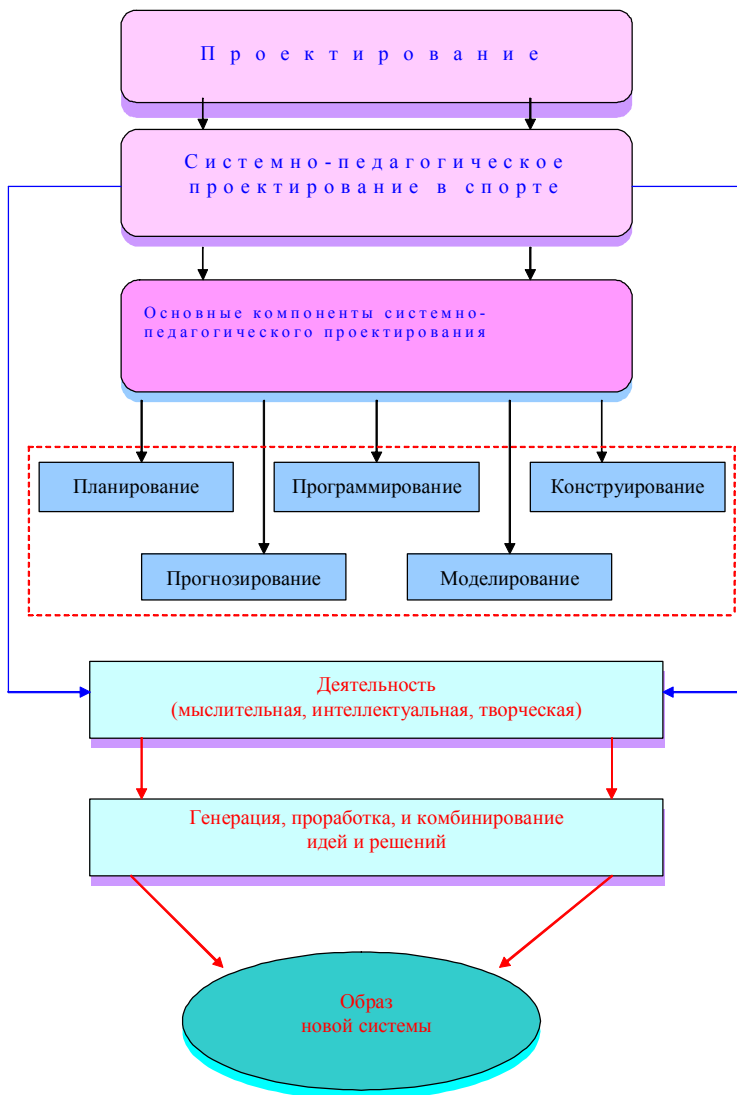 Проектирование
Системно-педагогическое
проектирование в спорте
Основные компоненты системно-
педагогического проектирования
Планирование
Программирование
Конструирование
Прогнозирование
Моделирование
Деятельность
(мыслительная, интеллектуальная, творческая)
Генерация, проработка, и комбинирование
идей и решений
Образ
новой системы